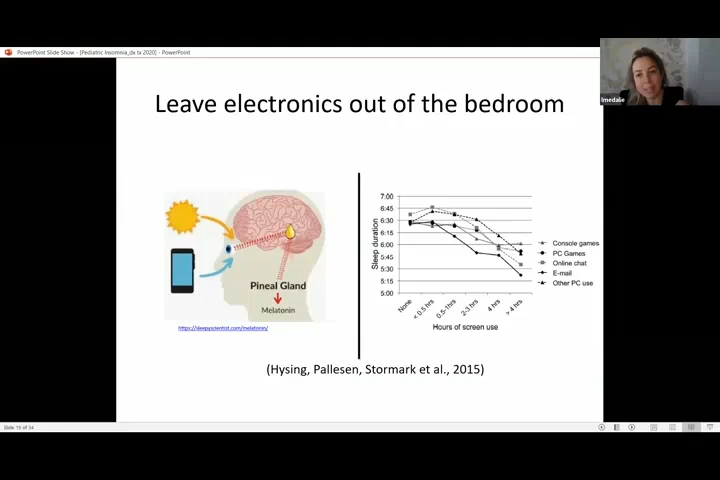 PowerPoint Slide Show - [Pediatric Insomnia_dx tx 2020] - PowerPoint
lmedalie
Leave electronics out of the bedroom
Pineal Gland
Melatonin
https://sleepyscientist.com/melatonin/
Sleep duration
7:00
6:45
6:30
6:15
6:00
5:45
5:30
5:15
5:00
None
< 0.5 hrs
0.5-1hrs
2-3 hrs
4 hrs
> 4 hrs
Hours of screen use
Console games
PC Games
Online chat
E-mail
Other PC use
(Hysing, Pallesen, Stormark et al., 2015)
Slide 19 of 34